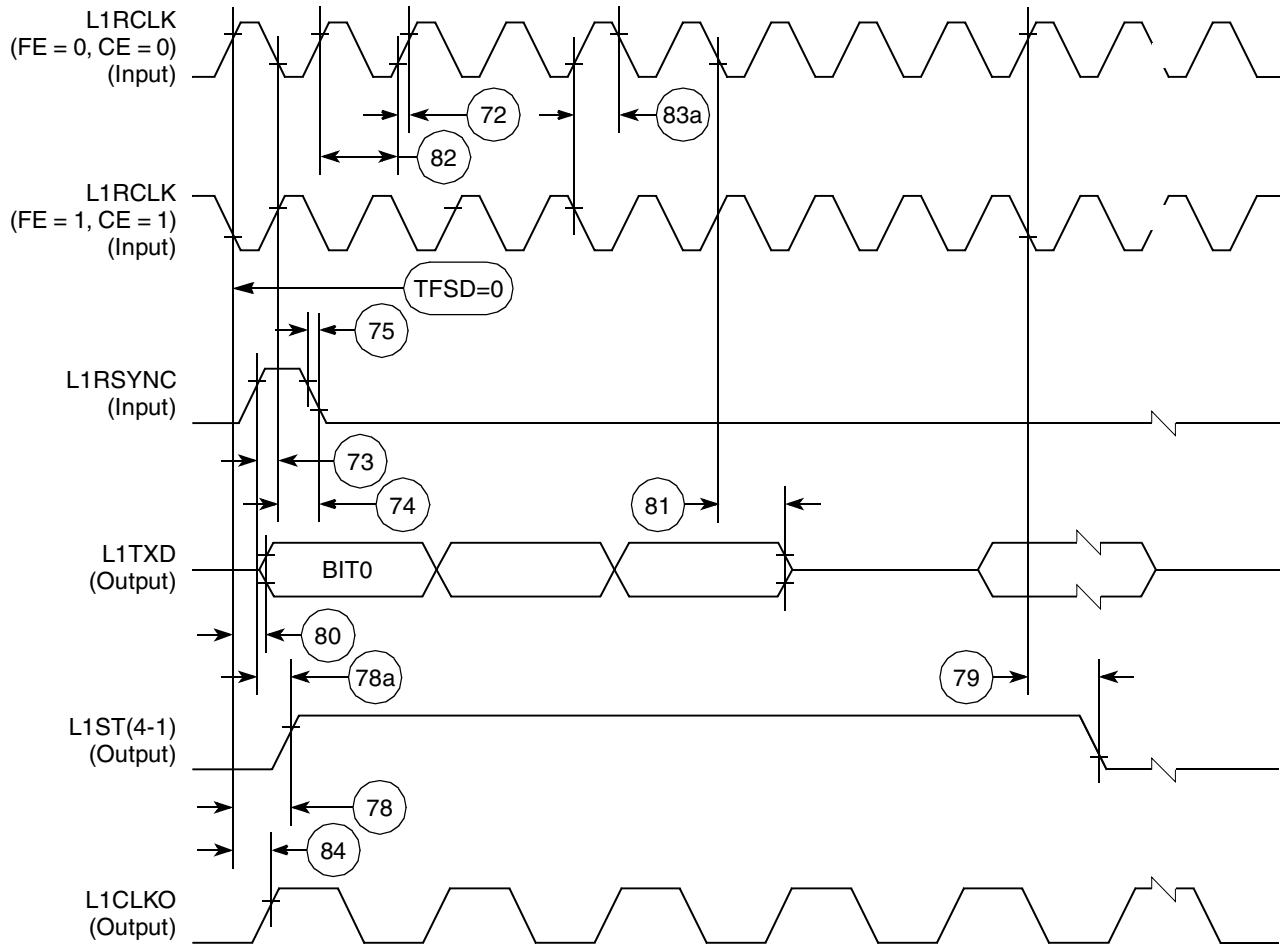 L1RCLK
(FE = 0, CE = 0)
(Input)
72
83a
82
L1RCLK
(FE = 1, CE = 1)
(Input)
TFSD=0
75
L1RSYNC
(Input)
73
74
81
L1TXD
(Output)
BIT0
80
78a
79
L1ST(4-1)
(Output)
78
84
L1CLKO
(Output)